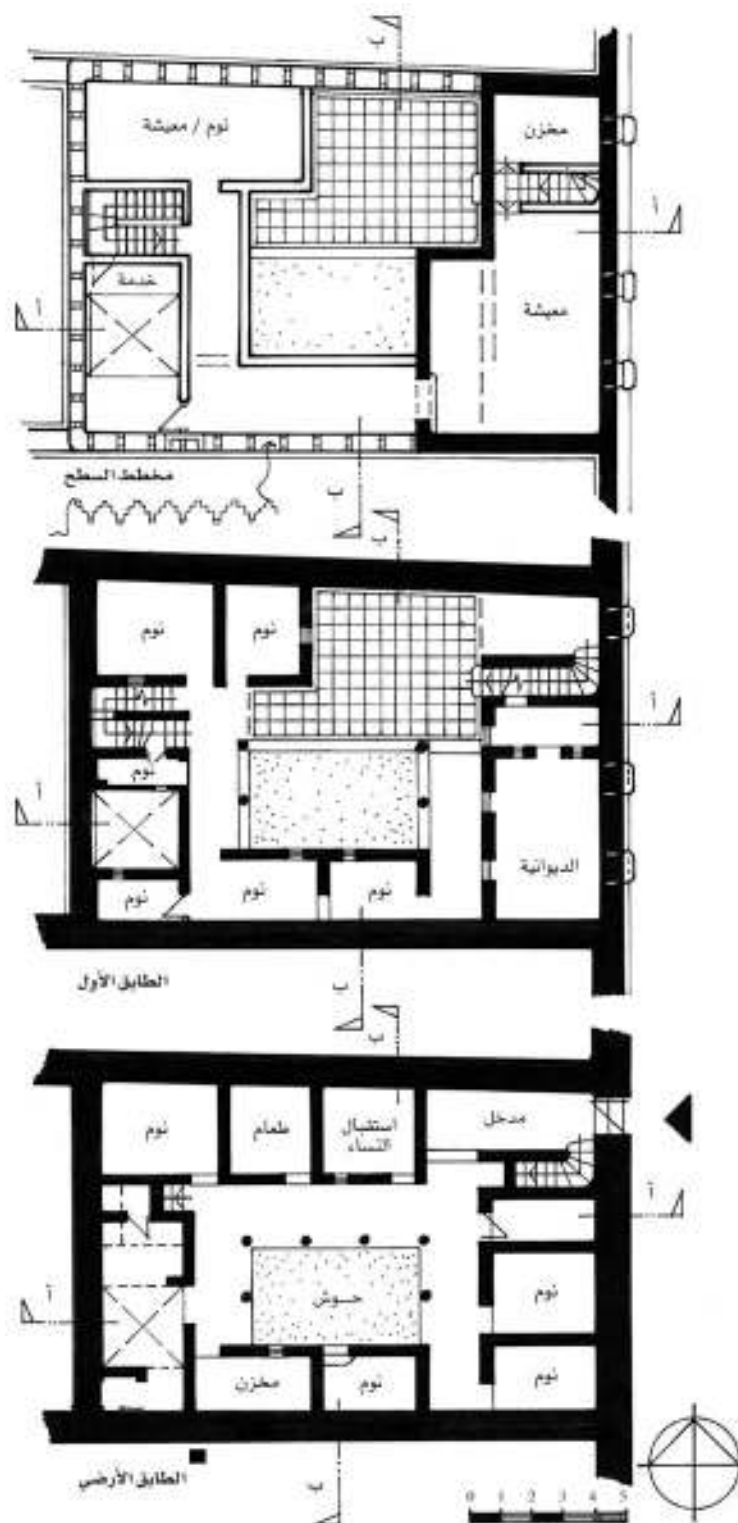 ب
مخزن
نوم / معيشة
أ
خدمة
معيشة
أ
مخطط السطح
ب
ب
نوم
نوم
أ
نوم
أ
الديوانية
نوم
نوم
نوم
الطابق الأول
ب
ب
مدخل
استقبال
النساء
طعام
نوم
أ
نوم
حوش
أ
نوم
نوم
مخزن
الطابق الأرضي
ب
0 1 2 3 4 5